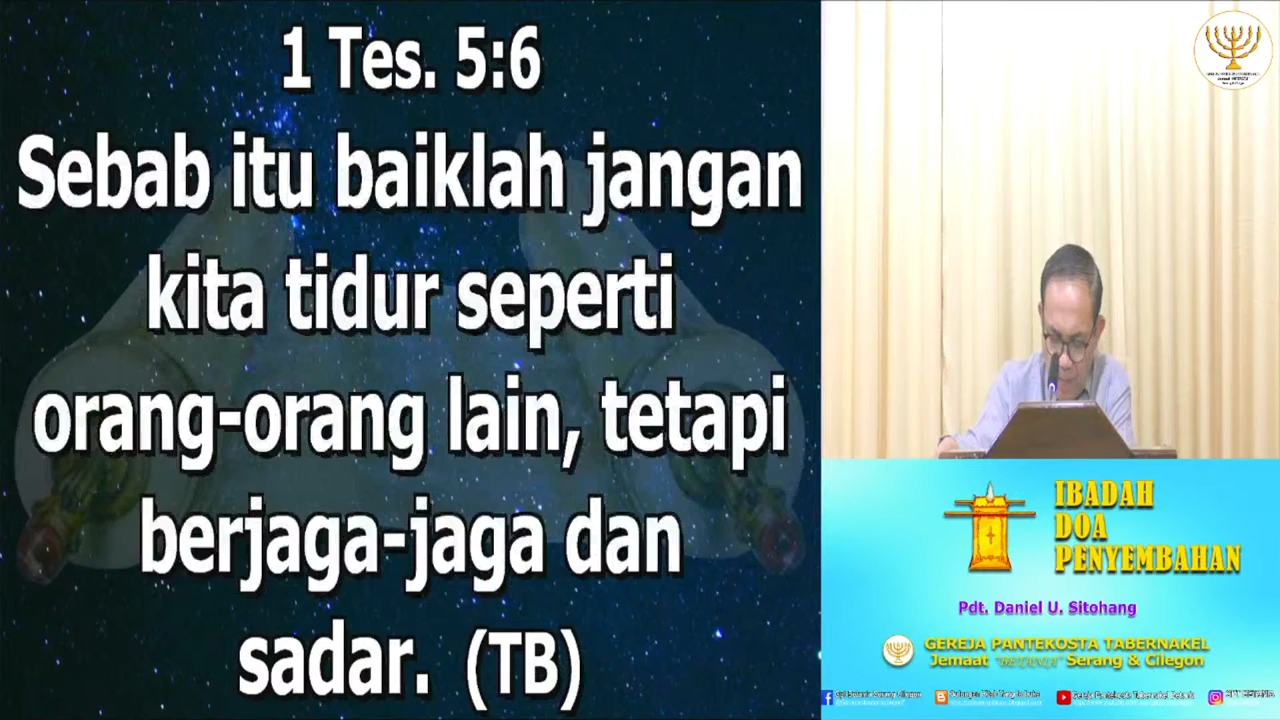 1 Tes. 5:6
Sebab itu baiklah jangan
kita tidur seperti
orang-orang lain, tetapi
berjaga-jaga dan
sadar. (TB)
IBADAH
DOA
PENYEMBAHAN
Pdt. Daniel U. Sitohang
GEREJA PANTEKOSTA TABERNAKEL
Jemaat "BETANIA" Serang & Cilegon